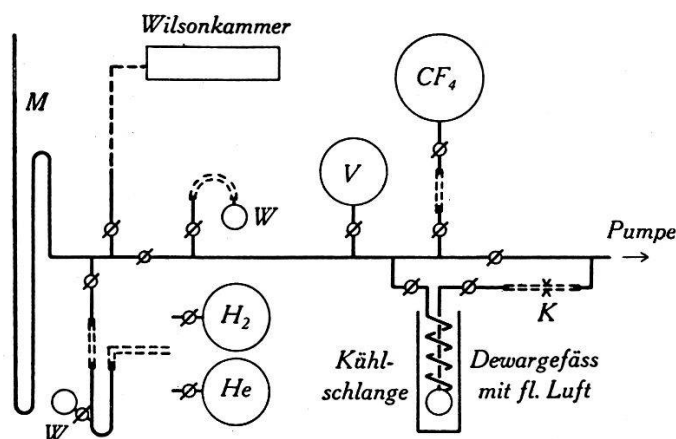 Wilsonkammer
M
CF₄
V
W
Pumpe
K
H₂
He
Kühl-
schlange
Dewargefäss
mit fl. Luft
W